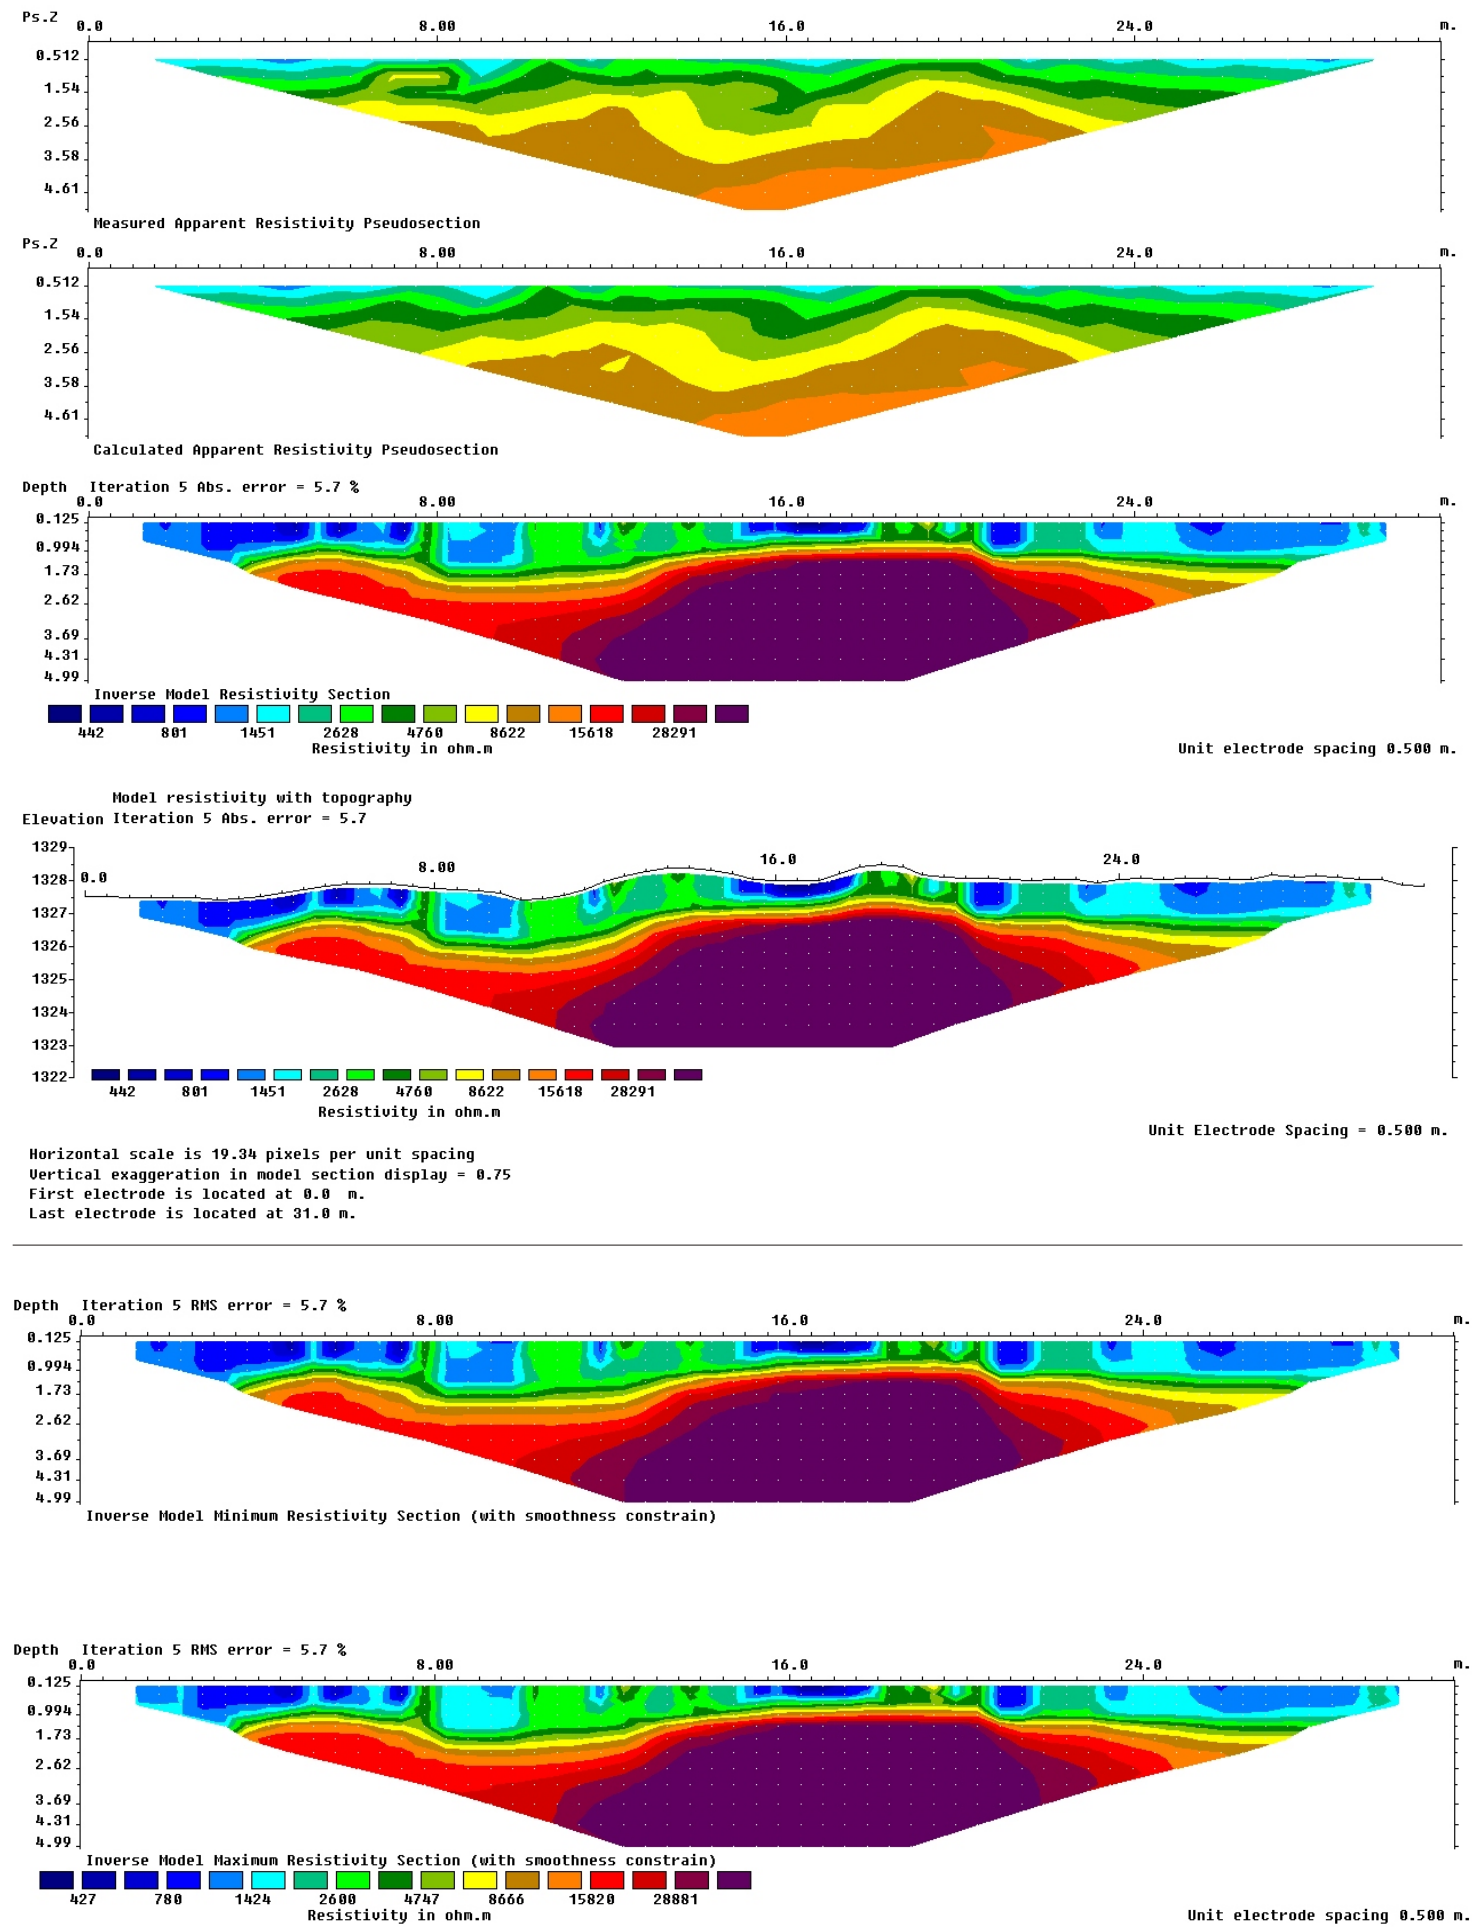 Ps.Z 0.0 8.00 16.0 24.0 m.
0.512
1.54
2.56
3.58
4.61
Measured Apparent Resistivity Pseudosection
Ps.Z 0.0 8.00 16.0 24.0 m.
0.512
1.54
2.56
3.58
4.61
Calculated Apparent Resistivity Pseudosection
Depth Iteration 5 Abs. error = 5.7 %
0.0 8.00 16.0 24.0 m.
0.125
0.994
1.73
2.62
3.69
4.31
4.99
Inverse Model Resistivity Section
442 801 1451 2628 4760 8622 15618 28291
Resistivity in ohm.m
Unit electrode spacing 0.500 m.
Model resistivity with topography
Elevation Iteration 5 Abs. error = 5.7
1329
0.0 8.00 16.0 24.0
1328
1327
1326
1325
1324
1323
1322
442 801 1451 2628 4760 8622 15618 28291
Resistivity in ohm.m
Unit Electrode Spacing = 0.500 m.
Horizontal scale is 19.34 pixels per unit spacing
Vertical exaggeration in model section display = 0.75
First electrode is located at 0.0 m.
Last electrode is located at 31.0 m.
Depth Iteration 5 RMS error = 5.7 %
0.0 8.00 16.0 24.0 m.
0.125
0.994
1.73
2.62
3.69
4.31
4.99
Inverse Model Minimum Resistivity Section (with smoothness constrain)
Depth Iteration 5 RMS error = 5.7 %
0.0 8.00 16.0 24.0 m.
0.125
0.994
1.73
2.62
3.69
4.31
4.99
Inverse Model Maximum Resistivity Section (with smoothness constrain)
427 780 1424 2600 4747 8666 15820 28881
Resistivity in ohm.m
Unit electrode spacing 0.500 m.